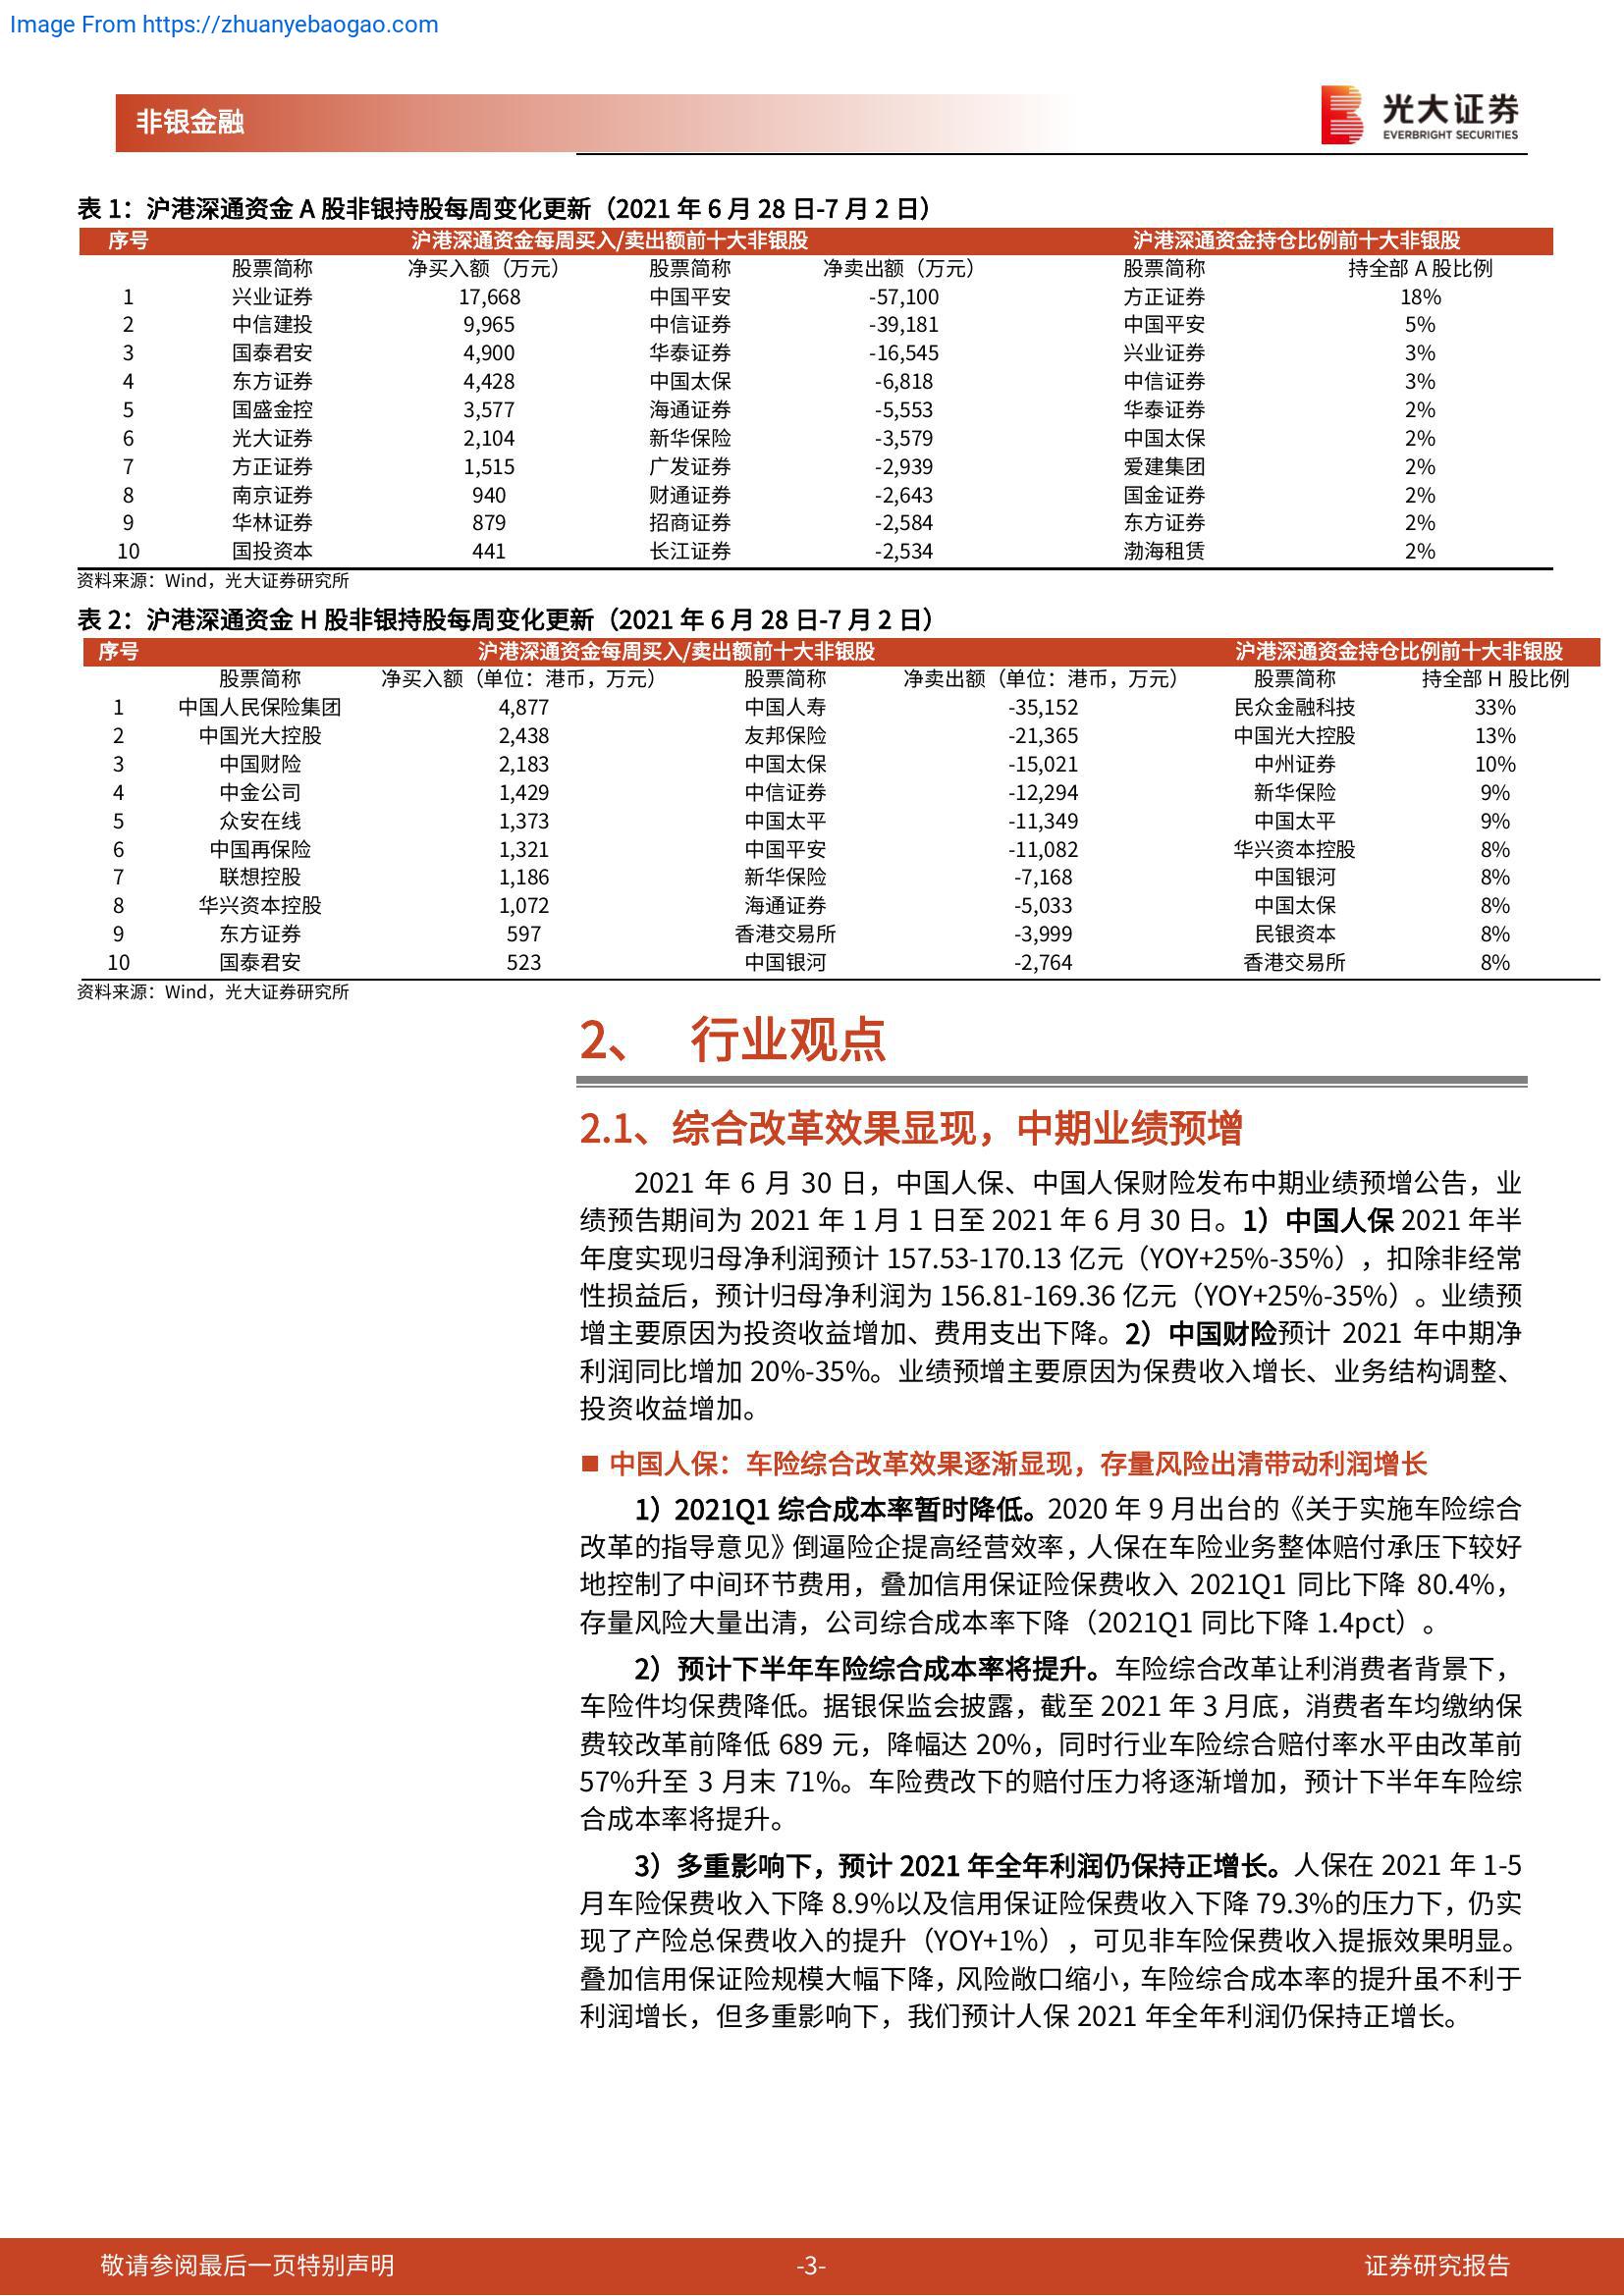 Image From https://zhuanyebaogao.com
非银金融
光大证券
EVERBRIGHT SECURITIES
表 1：沪港深通资金 A 股非银持股每周变化更新（2021 年 6 月 28 日-7 月 2 日）
序号 沪港深通资金每周买入/卖出额前十大非银股 沪港深通资金持仓比例前十大非银股
股票简称 净买入额（万元） 股票简称 净卖出额（万元） 股票简称 持全部 A 股比例
1 兴业证券 17,668 中国平安 -57,100 方正证券 18%
2 中信建投 9,965 中信证券 -39,181 中国平安 5%
3 国泰君安 4,900 华泰证券 -16,545 兴业证券 3%
4 东方证券 4,428 中国太保 -6,818 中信证券 3%
5 国盛金控 3,577 海通证券 -5,553 华泰证券 2%
6 光大证券 2,104 新华保险 -3,579 中国太保 2%
7 方正证券 1,515 广发证券 -2,939 爱建集团 2%
8 南京证券 940 财通证券 -2,643 国金证券 2%
9 华林证券 879 招商证券 -2,584 东方证券 2%
10 国投资本 441 长江证券 -2,534 渤海租赁 2%
资料来源：Wind，光大证券研究所
表 2：沪港深通资金 H 股非银持股每周变化更新（2021 年 6 月 28 日-7 月 2 日）
序号 沪港深通资金每周买入/卖出额前十大非银股 沪港深通资金持仓比例前十大非银股
股票简称 净买入额（单位：港币，万元） 股票简称 净卖出额（单位：港币，万元） 股票简称 持全部 H 股比例
1 中国人民保险集团 4,877 中国人寿 -35,152 民众金融科技 33%
2 中国光大控股 2,438 友邦保险 -21,365 中国光大控股 13%
3 中国财险 2,183 中国太保 -15,021 中州证券 10%
4 中金公司 1,429 中信证券 -12,294 新华保险 9%
5 众安在线 1,373 中国太平 -11,349 中国太平 9%
6 中国再保险 1,321 中国平安 -11,082 华兴资本控股 8%
7 联想控股 1,186 新华保险 -7,168 中国银河 8%
8 华兴资本控股 1,072 海通证券 -5,033 中国太保 8%
9 东方证券 597 香港交易所 -3,999 民银资本 8%
10 国泰君安 523 中国银河 -2,764 香港交易所 8%
资料来源：Wind，光大证券研究所
2、 行业观点
2.1、综合改革效果显现，中期业绩预增
2021 年 6 月 30 日，中国人保、中国人保财险发布中期业绩预增公告，业
绩预告期间为 2021 年 1 月 1 日至 2021 年 6 月 30 日。1）中国人保 2021 年半
年度实现归母净利润预计 157.53-170.13 亿元（YOY+25%-35%），扣除非经常
性损益后，预计归母净利润为 156.81-169.36 亿元（YOY+25%-35%）。业绩预
增主要原因为投资收益增加、费用支出下降。2）中国财险预计 2021 年中期净
利润同比增加 20%-35%。业绩预增主要原因为保费收入增长、业务结构调整、
投资收益增加。
■ 中国人保：车险综合改革效果逐渐显现，存量风险出清带动利润增长
1）2021Q1 综合成本率暂时降低。2020 年 9 月出台的《关于实施车险综合
改革的指导意见》倒逼险企提高经营效率，人保在车险业务整体赔付承压下较好
地控制了中间环节费用，叠加信用保证险保费收入 2021Q1 同比下降 80.4%，
存量风险大量出清，公司综合成本率下降（2021Q1 同比下降 1.4pct）。
2）预计下半年车险综合成本率将提升。车险综合改革让利消费者背景下，
车险件均保费降低。据银保监会披露，截至 2021 年 3 月底，消费者车均缴纳保
费较改革前降低 689 元，降幅达 20%，同时行业车险综合赔付率水平由改革前
57%升至 3 月末 71%。车险费改下的赔付压力将逐渐增加，预计下半年车险综
合成本率将提升。
3）多重影响下，预计 2021 年全年利润仍保持正增长。人保在 2021 年 1-5
月车险保费收入下降 8.9%以及信用保证险保费收入下降 79.3%的压力下，仍实
现了产险总保费收入的提升（YOY+1%），可见非车险保费收入提振效果明显。
叠加信用保证险规模大幅下降，风险敞口缩小，车险综合成本率的提升虽不利于
利润增长，但多重影响下，我们预计人保 2021 年全年利润仍保持正增长。
敬请参阅最后一页特别声明 -3- 证券研究报告